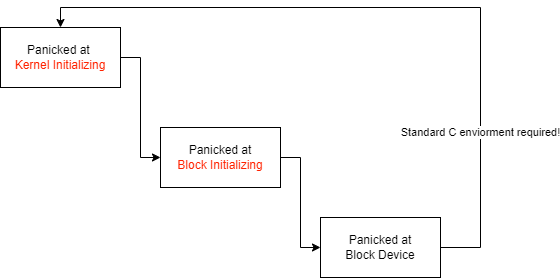 Panicked at
Kernel Initializing
Panicked at
Block Initializing
Standard C enviorment required!
Panicked at
Block Device